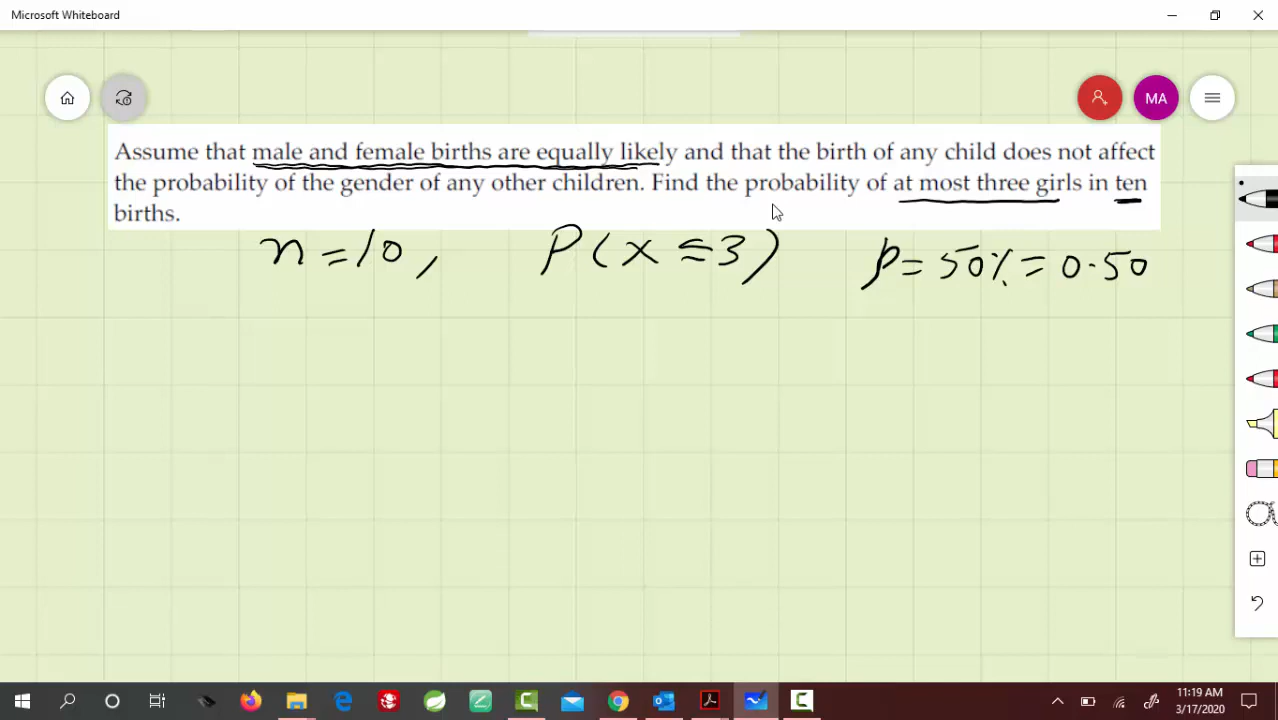 Microsoft Whiteboard
MA
Assume that male and female births are equally likely and that the birth of any child does not affect
the probability of the gender of any other children. Find the probability of at most three girls in ten
births.
n = 10, P(x ≤ 3) p = 50% = 0.50
11:19 AM
3/17/2020